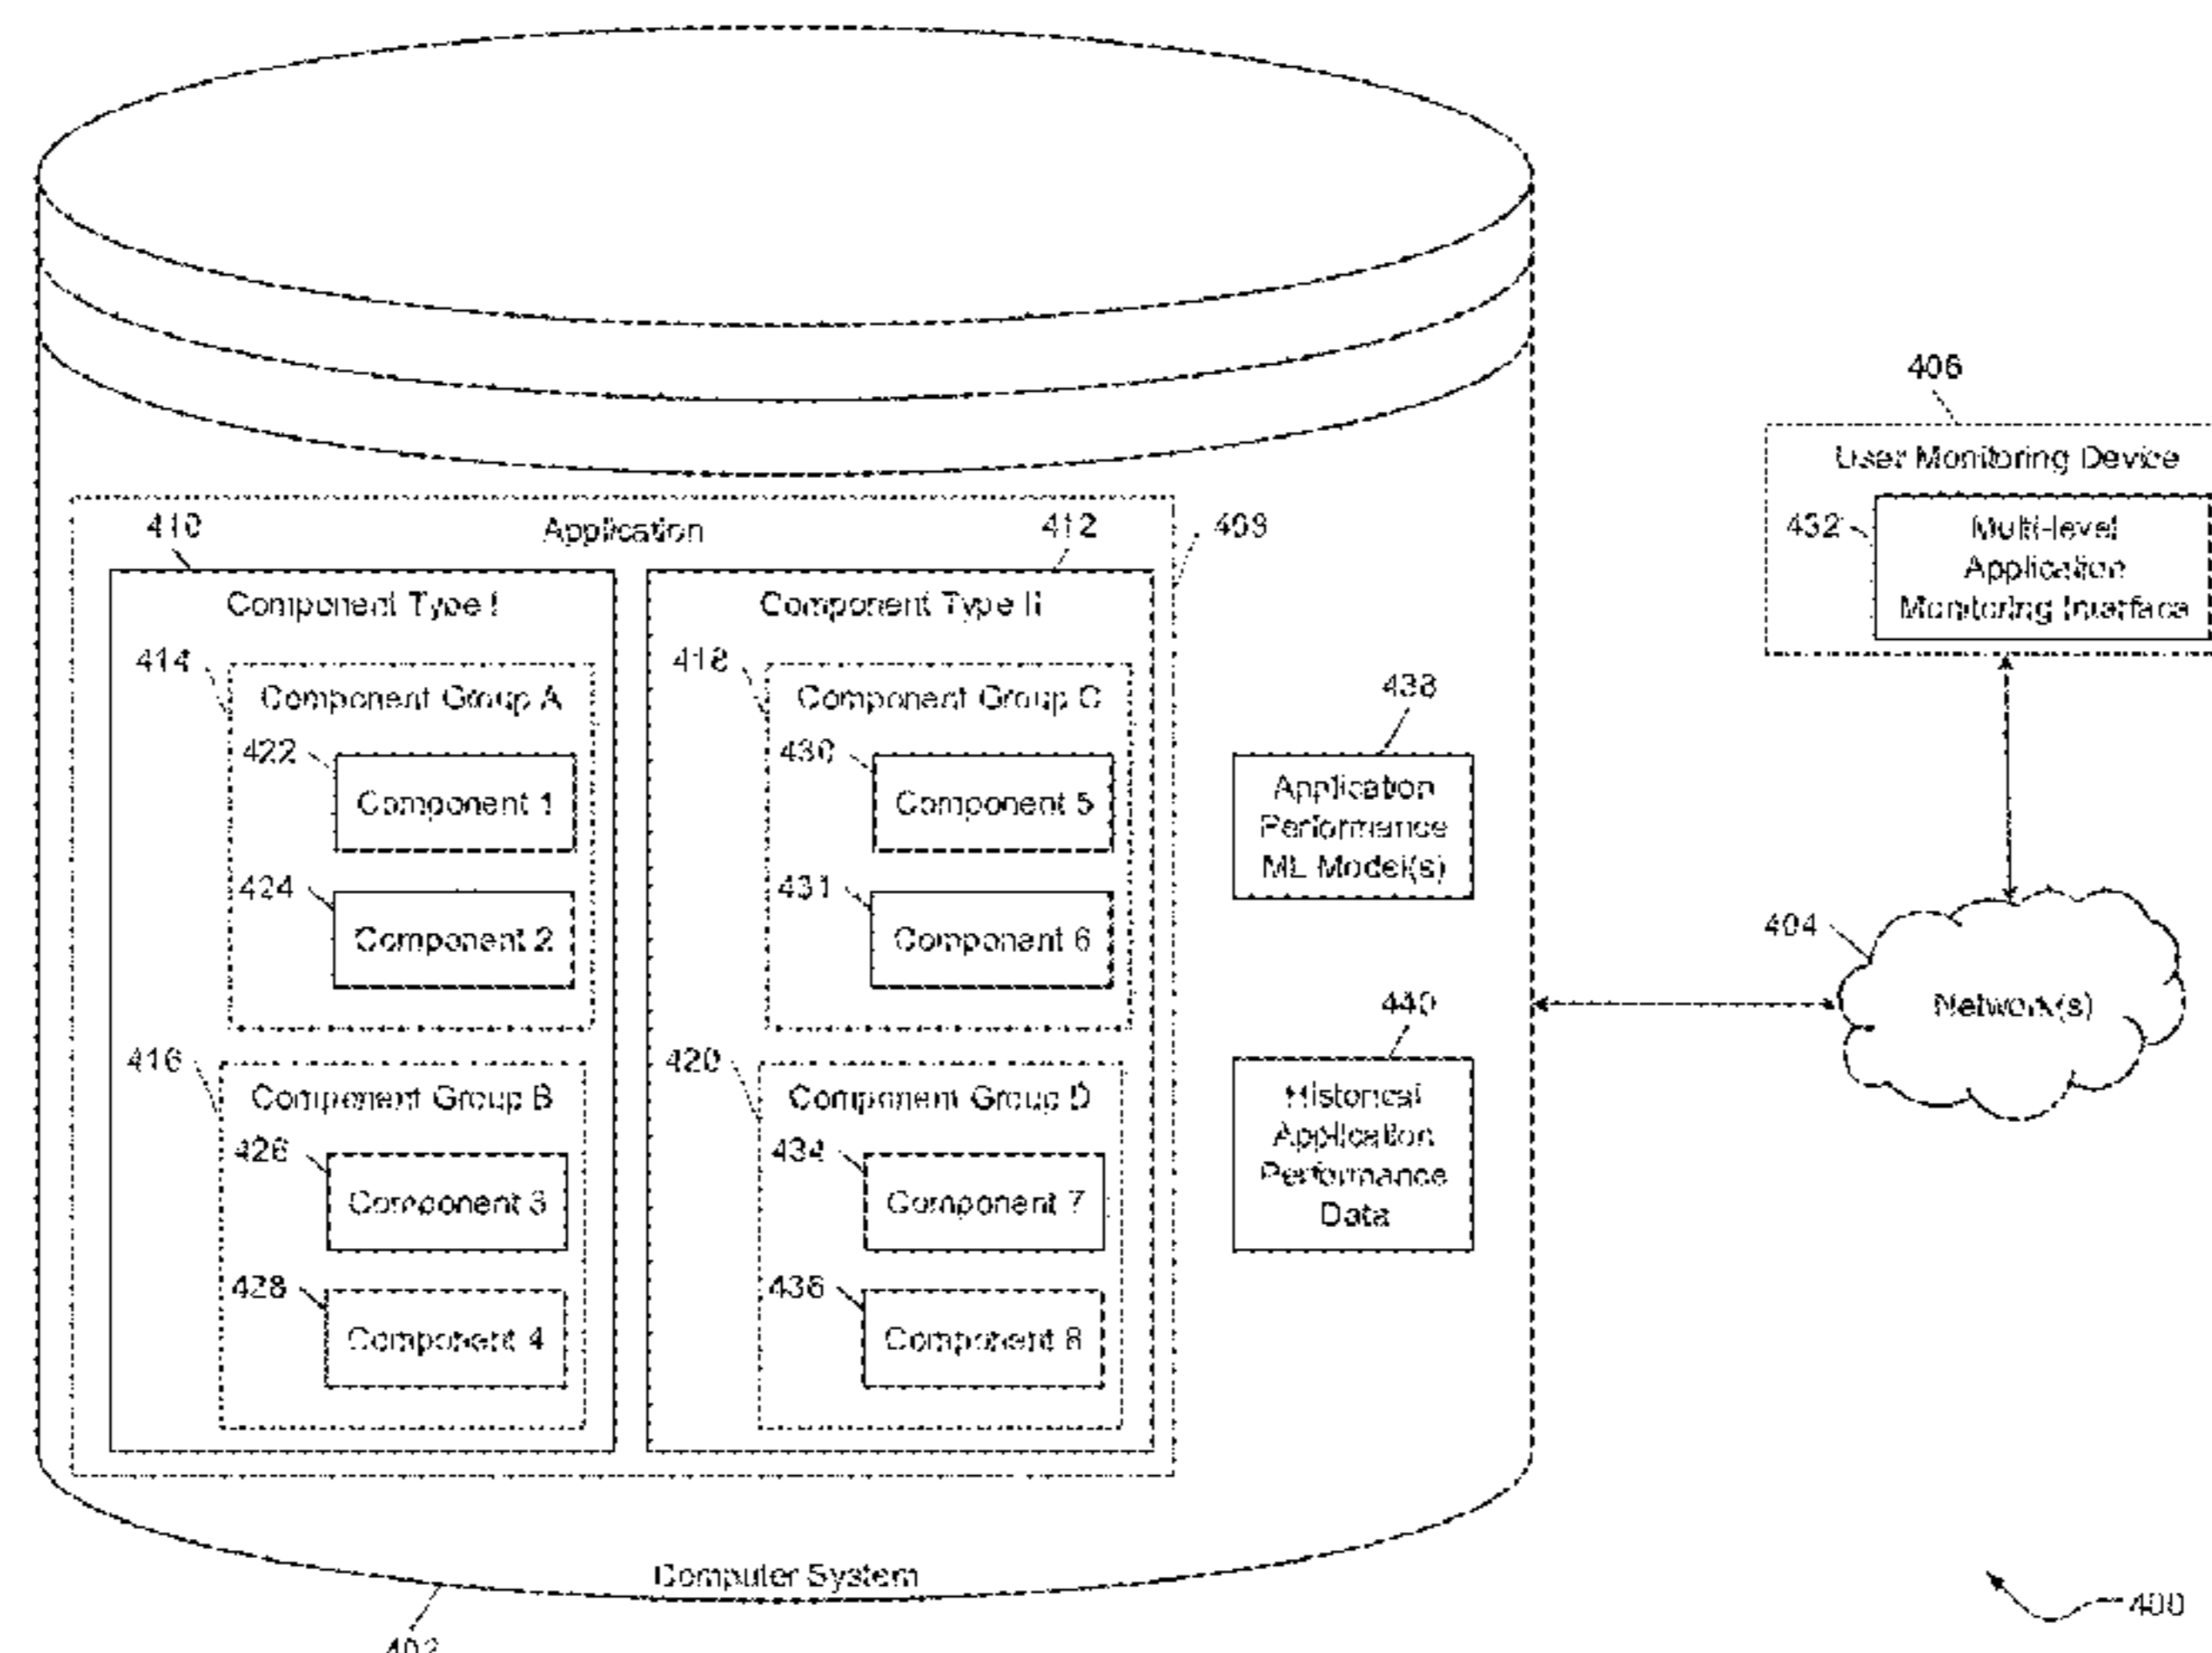 406
User Monitoring Device
432
Multi-level
Application
Monitoring Interface
Application
410
412
Component Type I
Component Type II
414
Component Group A
422
Component 1
424
Component 2
416
Component Group B
426
Component 3
428
Component 4
418
Component Group C
430
Component 5
431
Component 6
420
Component Group D
434
Component 7
436
Component 8
438
Application
Performance
ML Model(s)
440
Historical
Application
Performance
Data
404
Network(s)
Computer System
402
400